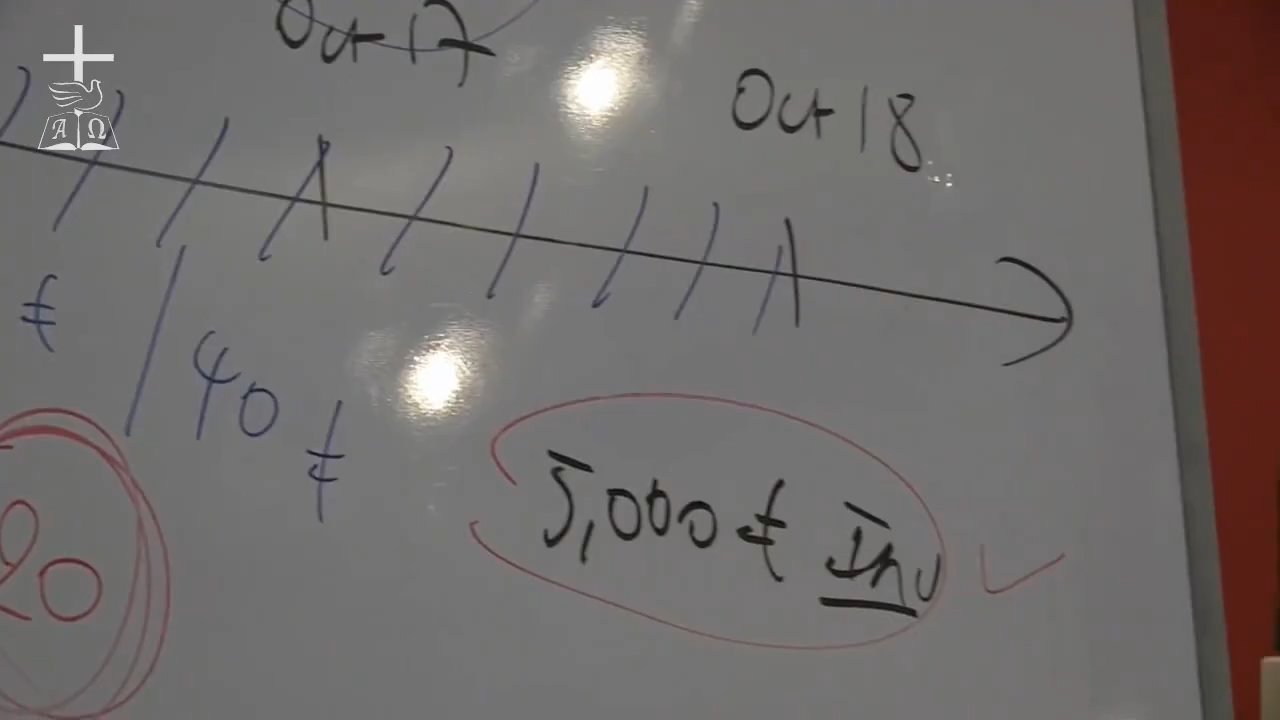 Oct 17
Oct 18
Α Ω
£
40 £
20
5,000 £ Inv